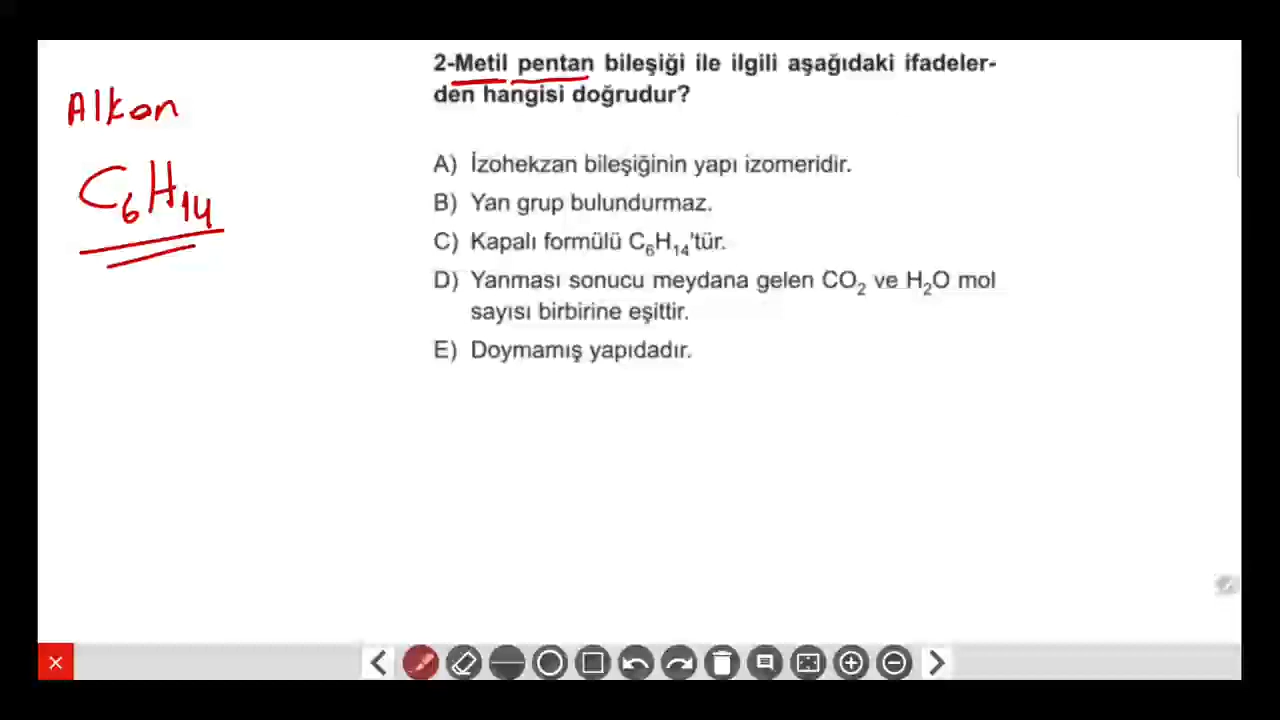 Alkan
C6H14
2-Metil pentan bileşiği ile ilgili aşağıdaki ifadeler-
den hangisi doğrudur?
A) İzohekzan bileşiğinin yapı izomeridir.
B) Yan grup bulundurmaz.
C) Kapalı formülü C6H14'tür.
D) Yanması sonucu meydana gelen CO2 ve H2O mol
sayısı birbirine eşittir.
E) Doymamış yapıdadır.